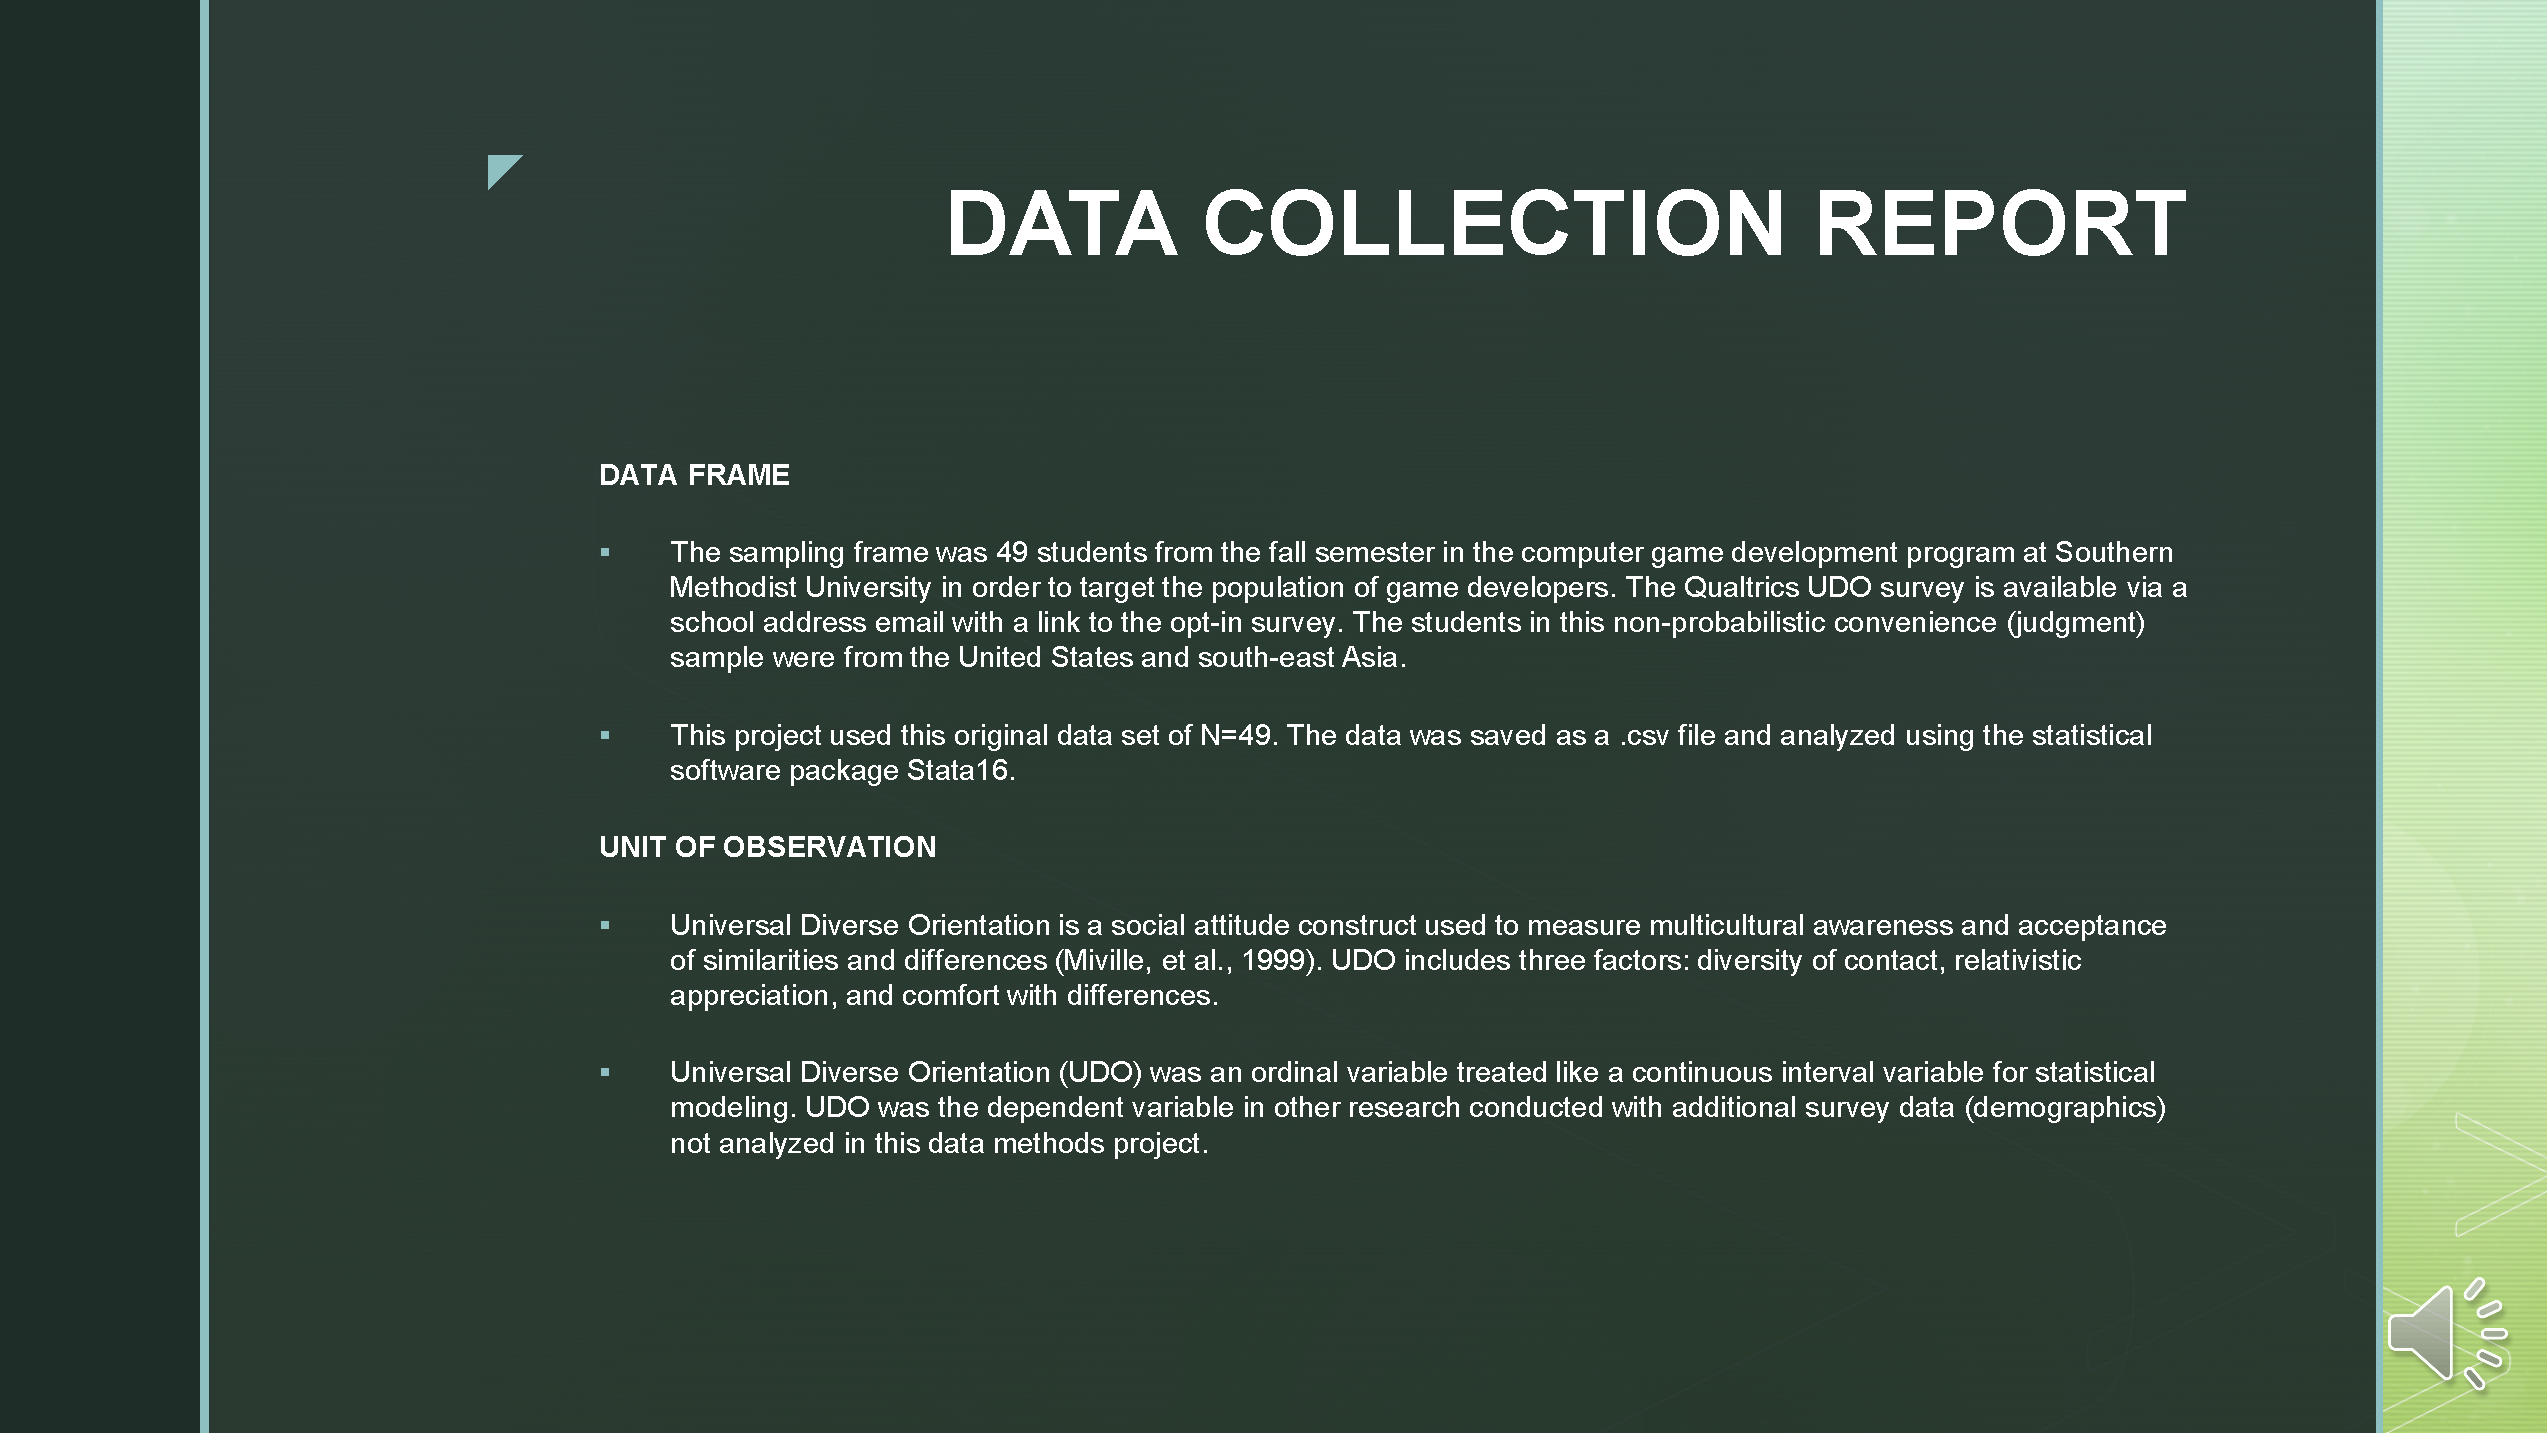 DATA COLLECTION REPORT
DATA FRAME
▪ The sampling frame was 49 students from the fall semester in the computer game development program at Southern
Methodist University in order to target the population of game developers. The Qualtrics UDO survey is available via a
school address email with a link to the opt-in survey. The students in this non-probabilistic convenience (judgment)
sample were from the United States and south-east Asia.
▪ This project used this original data set of N=49. The data was saved as a .csv file and analyzed using the statistical
software package Stata16.
UNIT OF OBSERVATION
▪ Universal Diverse Orientation is a social attitude construct used to measure multicultural awareness and acceptance
of similarities and differences (Miville, et al., 1999). UDO includes three factors: diversity of contact, relativistic
appreciation, and comfort with differences.
▪ Universal Diverse Orientation (UDO) was an ordinal variable treated like a continuous interval variable for statistical
modeling. UDO was the dependent variable in other research conducted with additional survey data (demographics)
not analyzed in this data methods project.